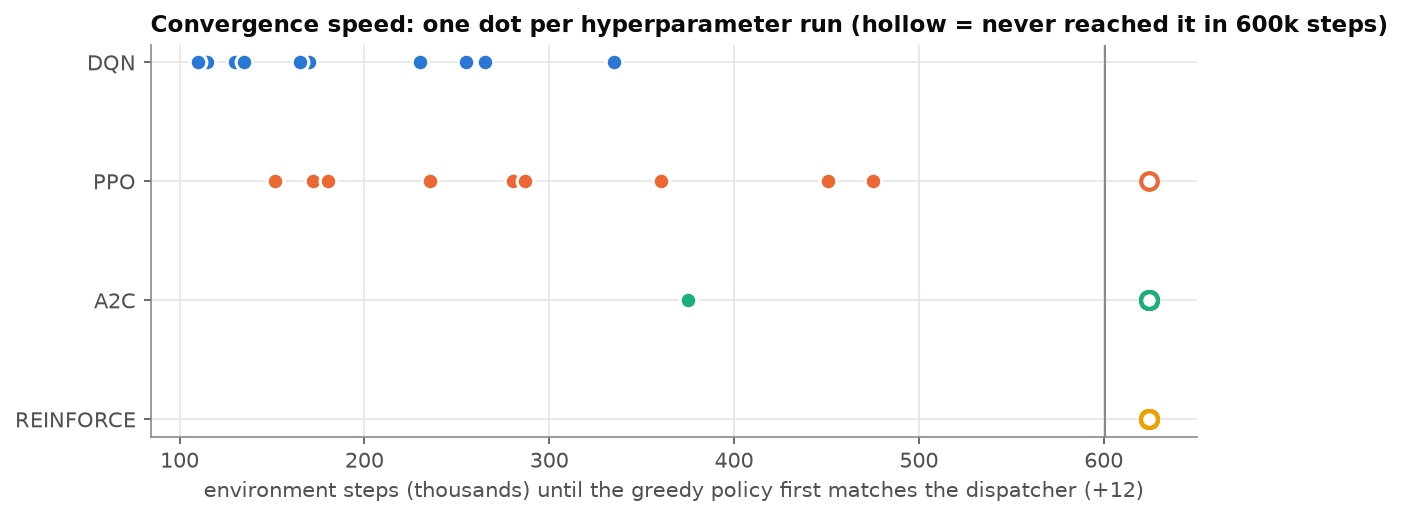 Convergence speed: one dot per hyperparameter run (hollow = never reached it in 600k steps)
DQN
PPO
A2C
REINFORCE
100 200 300 400 500 600
environment steps (thousands) until the greedy policy first matches the dispatcher (+12)